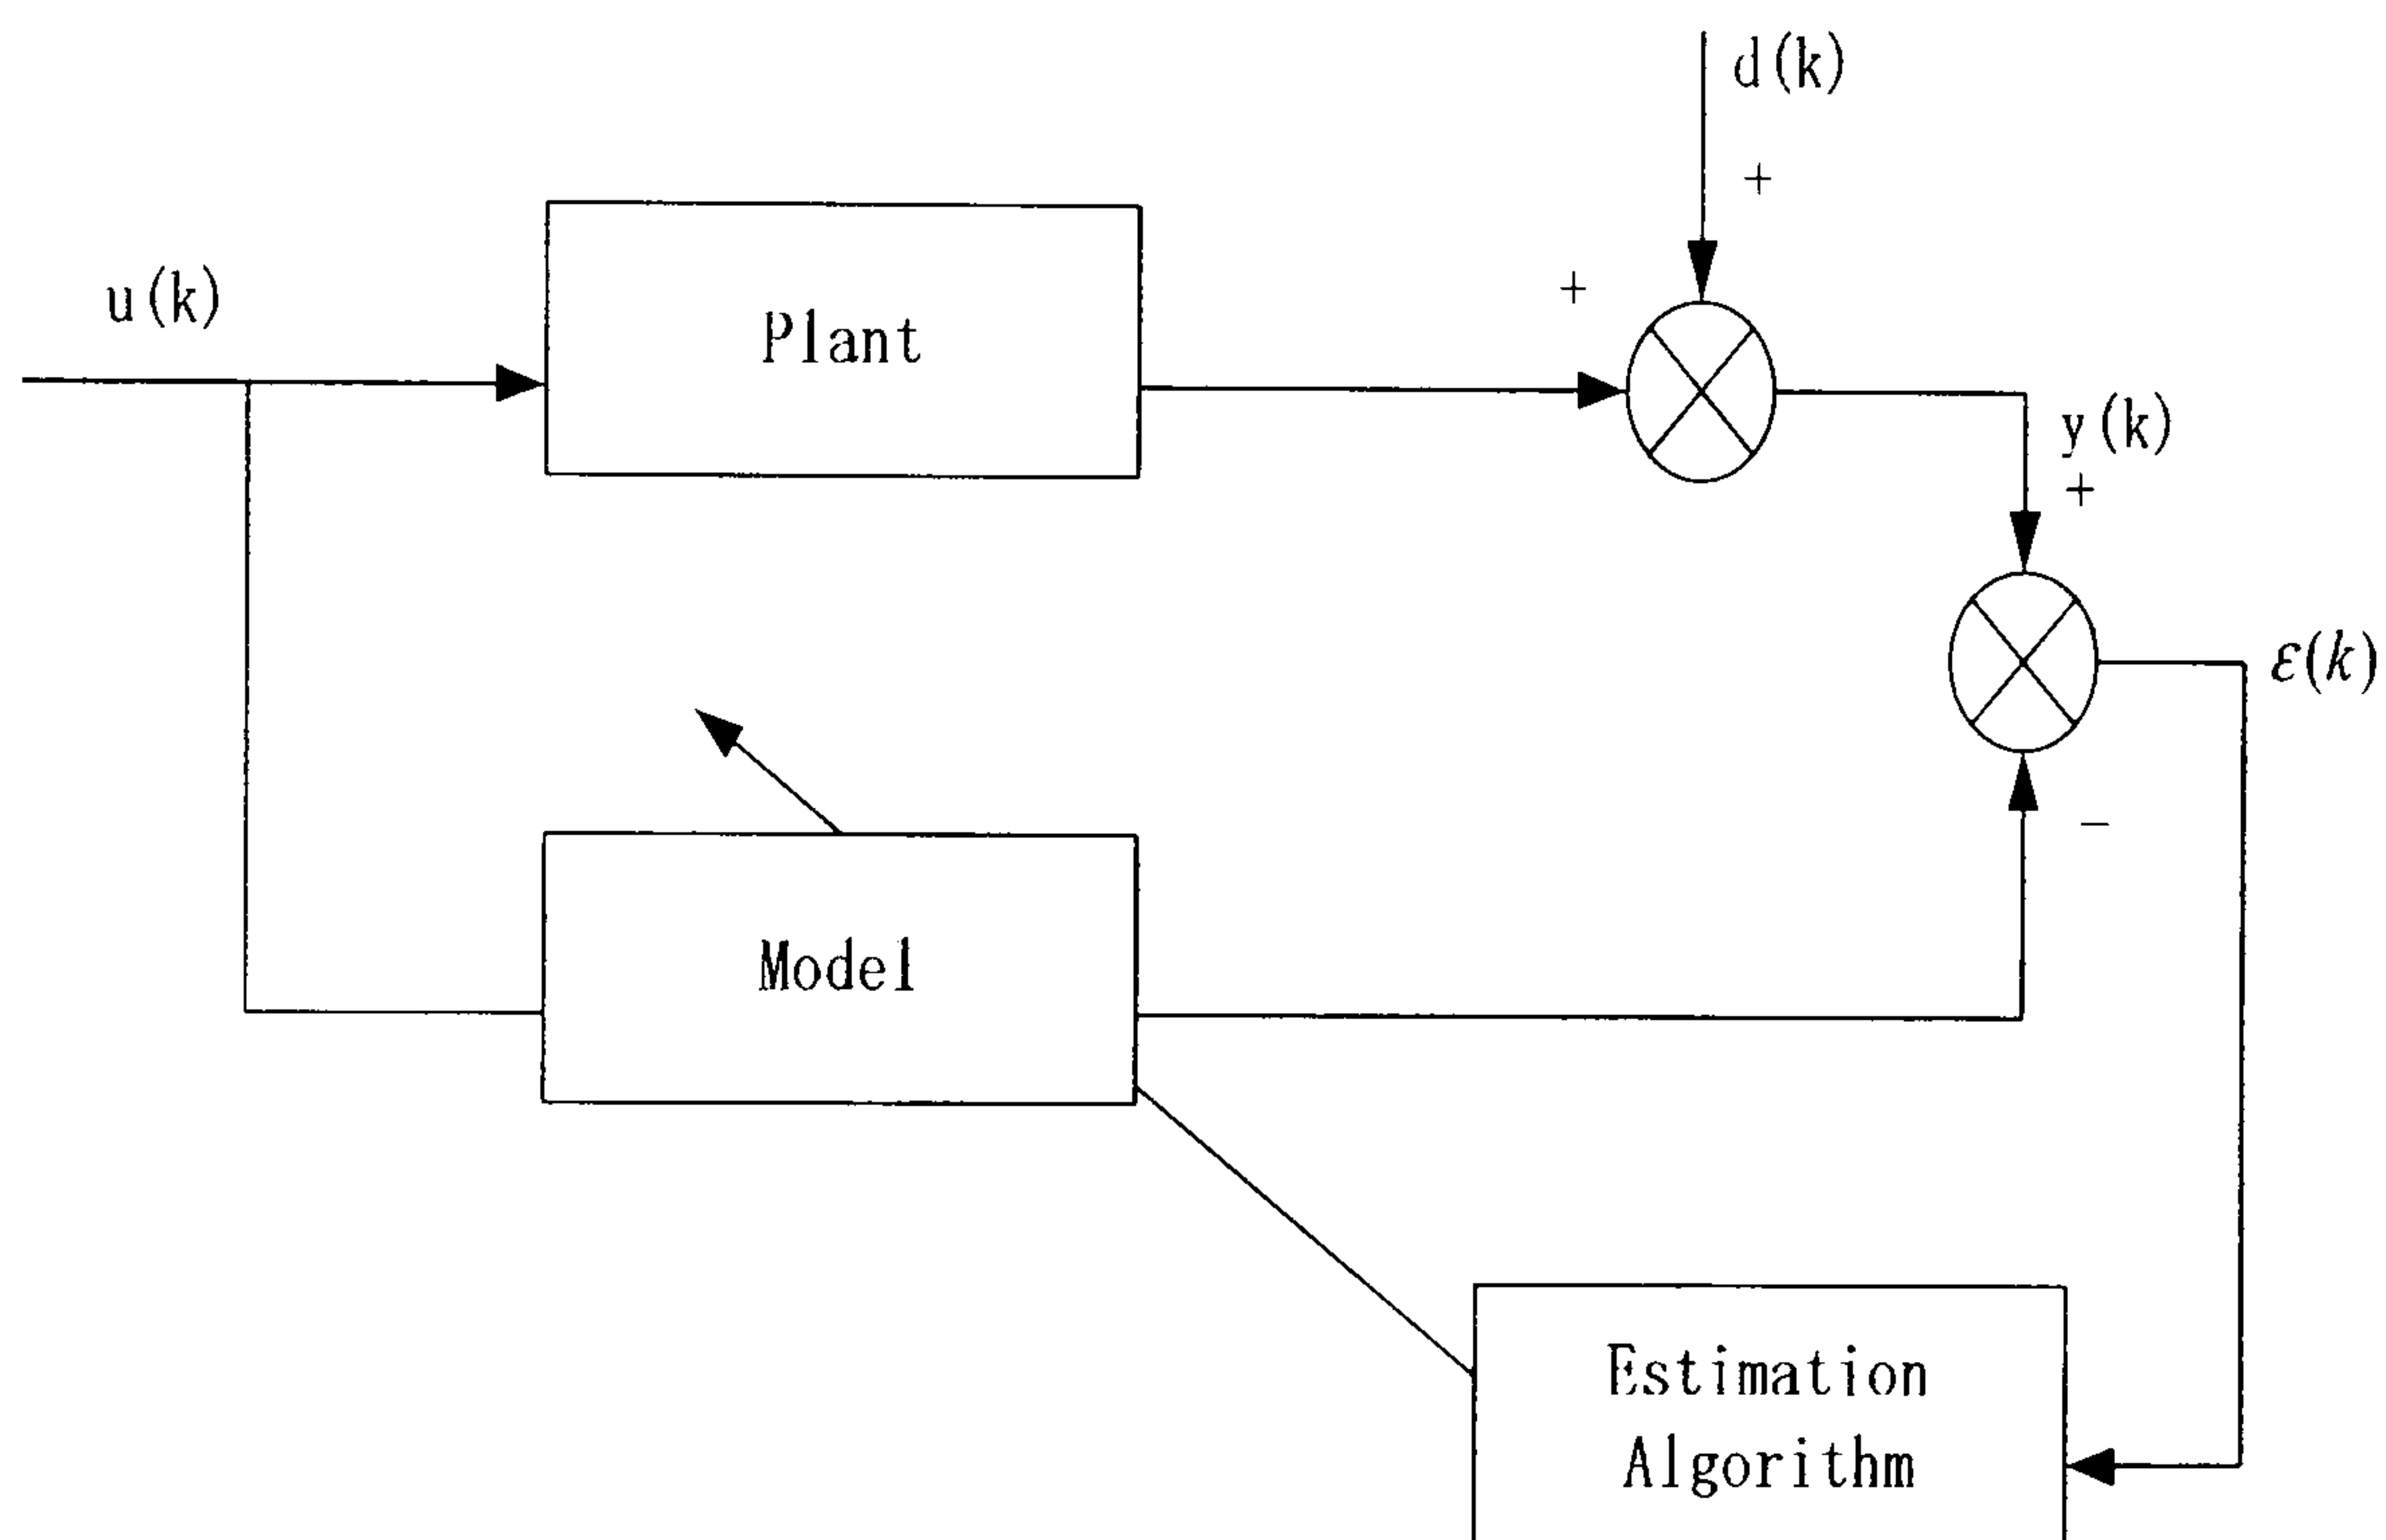 d(k)
+
u(k)
+
Plant
y(k)
+
ε(k)
−
Model
Estimation
Algorithm